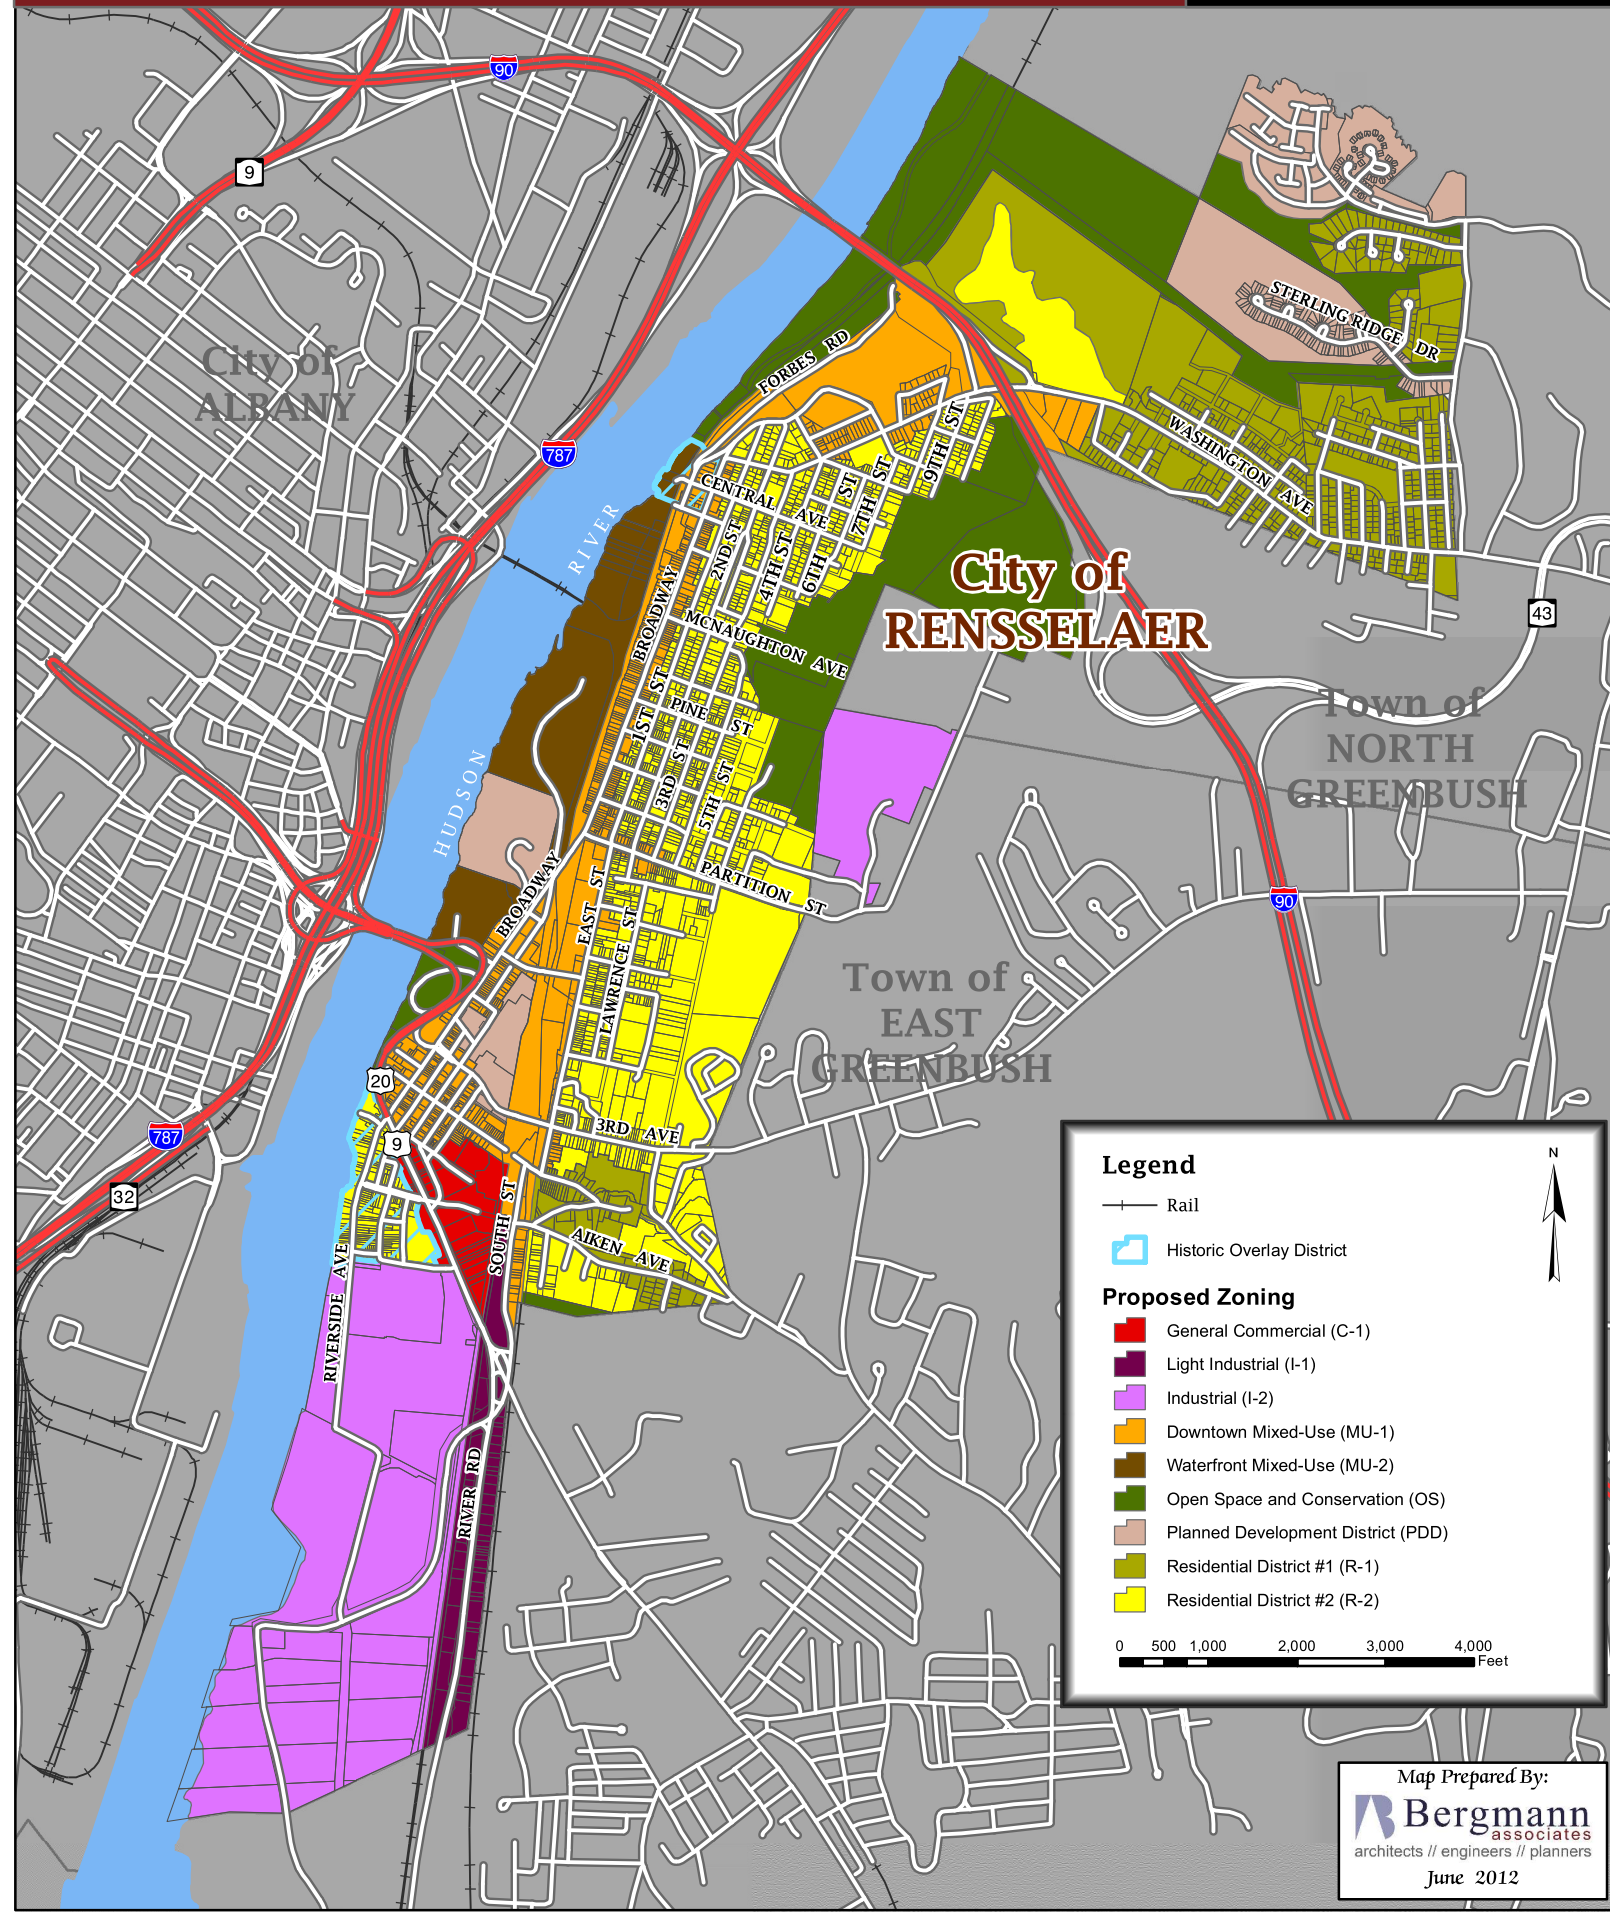 90
9
City of
ALBANY
787
FORBES RD
STERLING RIDGE DR
WASHINGTON AVE
9TH ST
7TH ST
ST
CENTRAL AVE
2ND ST
4TH ST
6TH
RIVER
City of
RENSSELAER
43
BROADWAY
MCNAUGHTON AVE
1ST ST
PINE ST
3RD ST
5TH ST
Town of
NORTH
GREENBUSH
HUDSON
BROADWAY
PARTITION ST
EAST ST
LAWRENCE ST
90
Town of
EAST
GREENBUSH
20
787
9
3RD AVE
32
SOUTH ST
AIKEN AVE
RIVERSIDE AVE
RIVER RD
Legend
N
Rail
Historic Overlay District
Proposed Zoning
General Commercial (C-1)
Light Industrial (I-1)
Industrial (I-2)
Downtown Mixed-Use (MU-1)
Waterfront Mixed-Use (MU-2)
Open Space and Conservation (OS)
Planned Development District (PDD)
Residential District #1 (R-1)
Residential District #2 (R-2)
0 500 1,000 2,000 3,000 4,000
Feet
Map Prepared By:
Bergmann
associates
architects // engineers // planners
June 2012